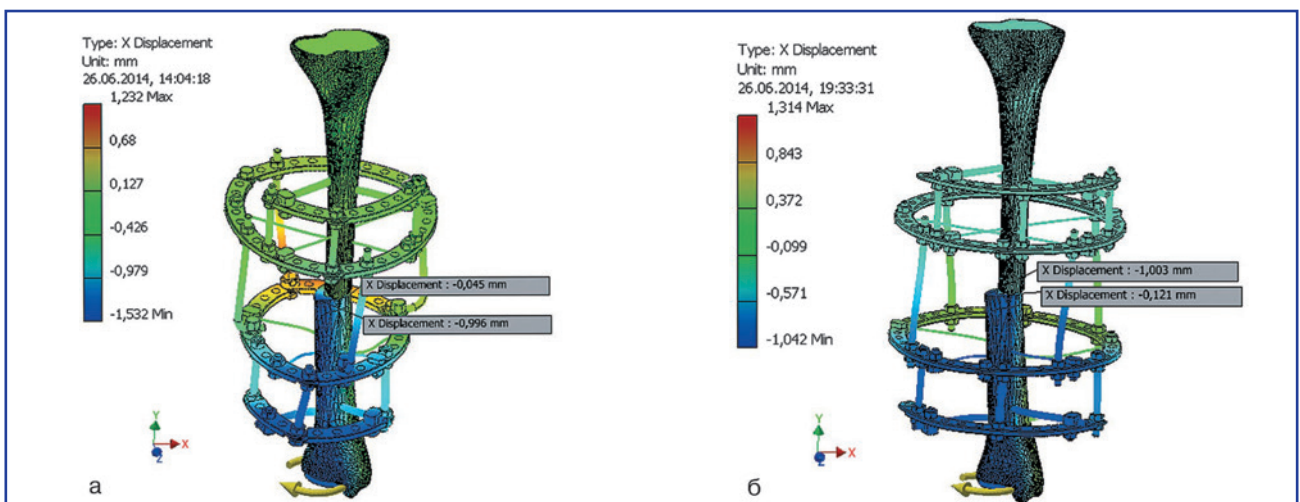 Type: X Displacement
Unit: mm
26.06.2014, 14:04:18
1,232 Max
0,68
0,127
-0,426
-0,979
-1,532 Min
X Displacement : -0,045 mm
X Displacement : -0,996 mm
Y
X
Z
а
Type: X Displacement
Unit: mm
26.06.2014, 19:33:31
1,314 Max
0,843
0,372
-0,099
-0,571
-1,042 Min
X Displacement : -1,003 mm
X Displacement : -0,121 mm
Y
X
Z
б